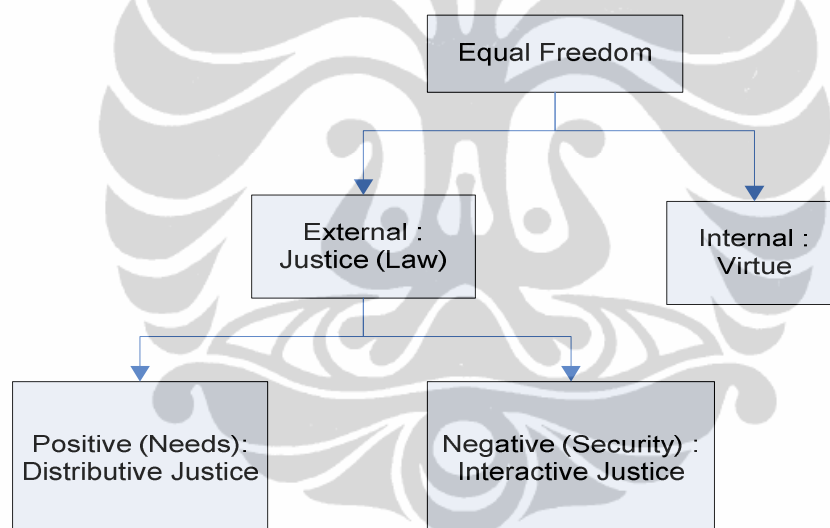 Equal Freedom
External :
Justice (Law)
Internal :
Virtue
Positive (Needs):
Distributive Justice
Negative (Security) :
Interactive Justice